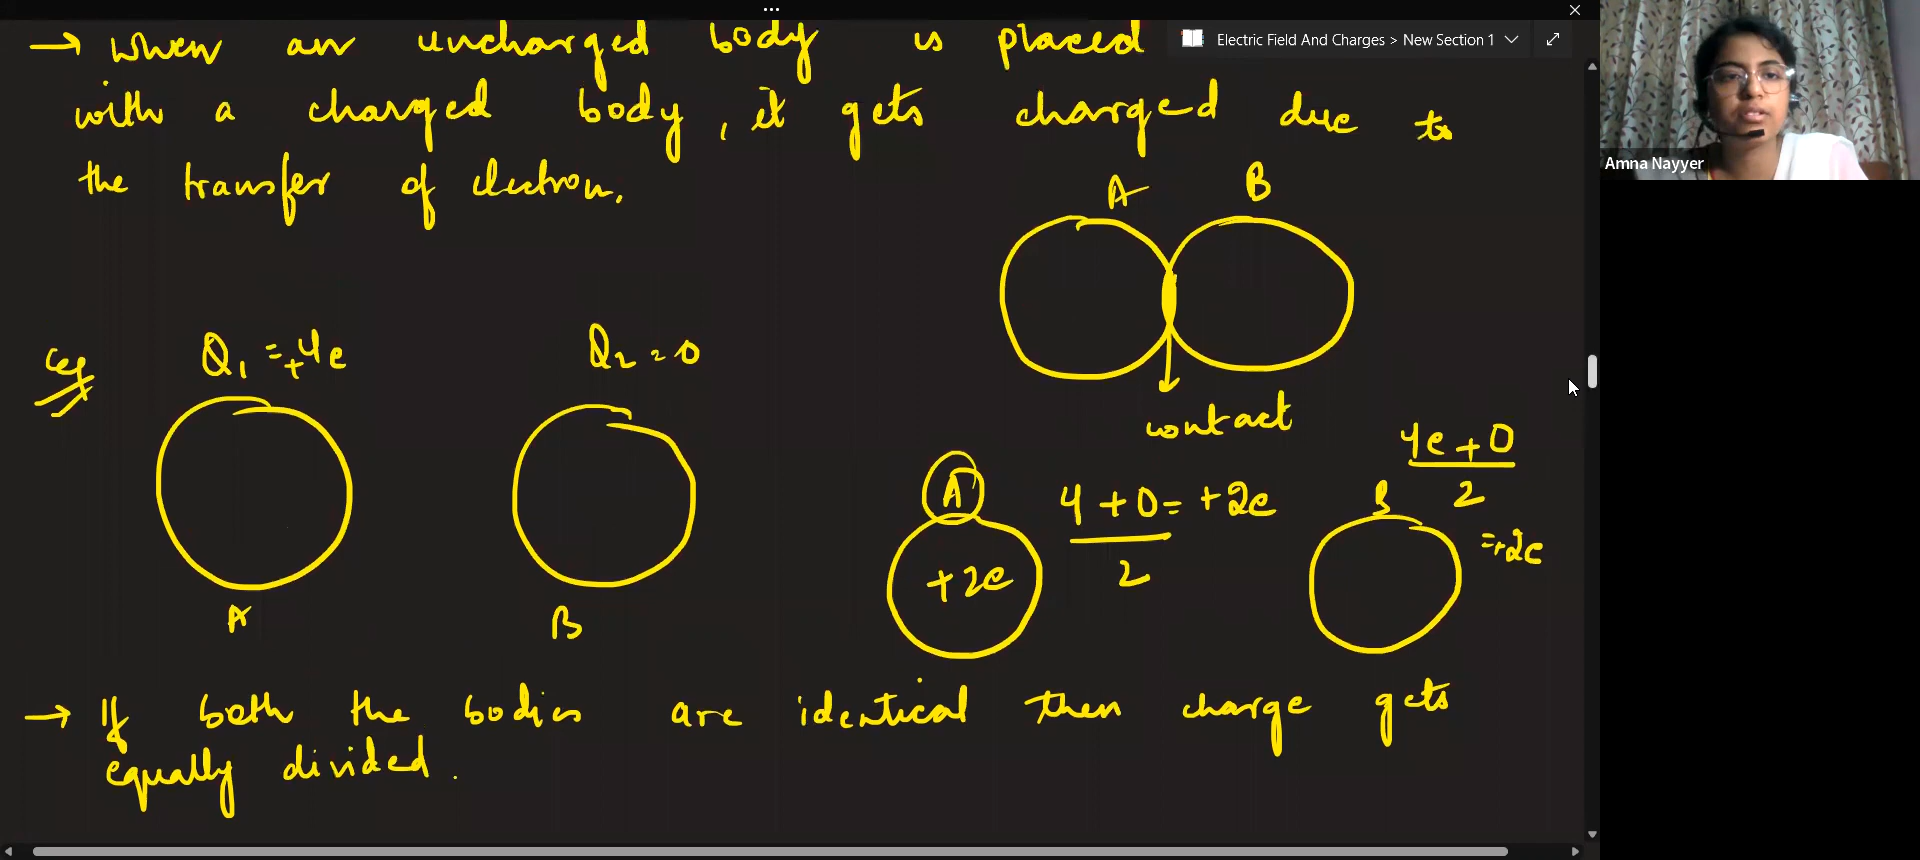 → when an uncharged body is placed
Electric Field And Charges > New Section 1
with a charged body, it gets charged due to
the transfer of electron.
Amna Nayyer
A B
contact
eg Q1 = +4e Q2 = 0
A B
A 4 + 0 = +2e
2
+2e
B 4e + 0
2
= +2e
→ If both the bodies are identical then charge gets
equally divided.